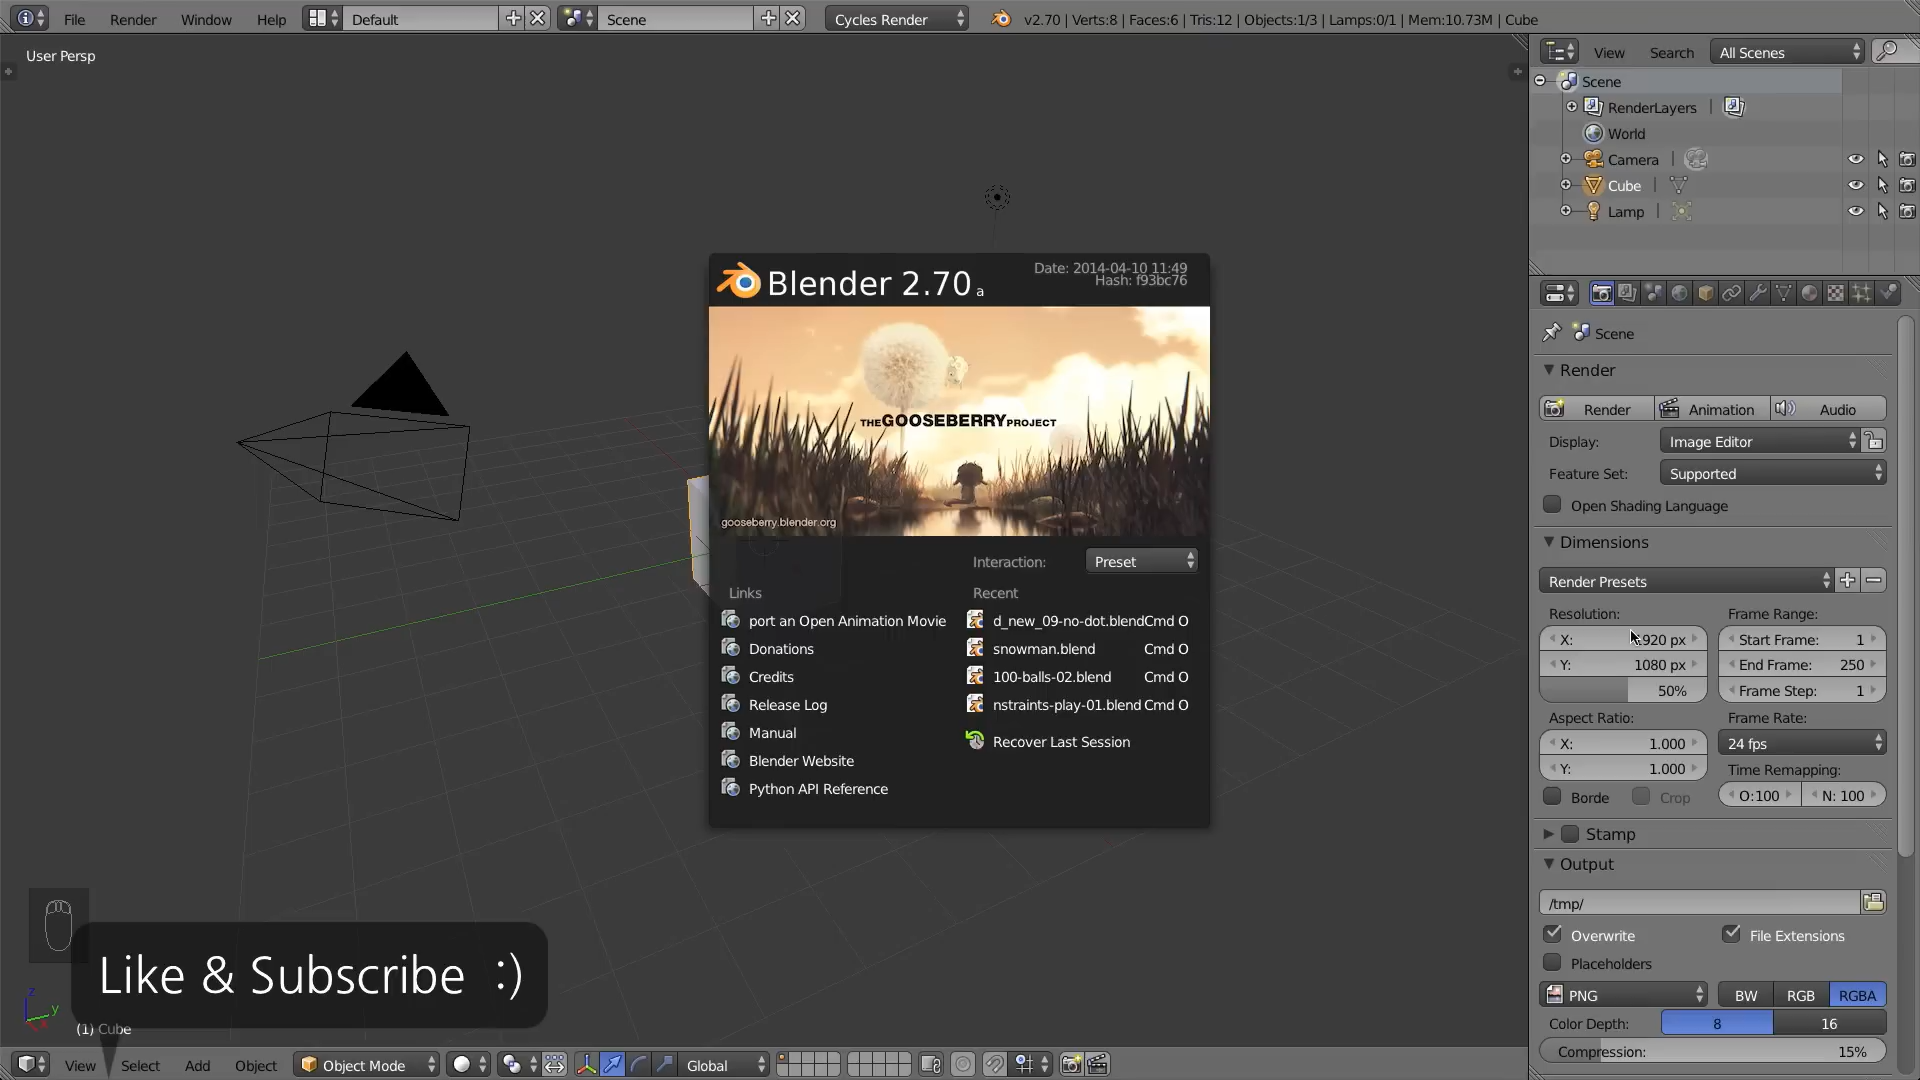 File Render Window Help Default Scene Cycles Render v2.70 | Verts:8 | Faces:6 | Tris:12 | Objects:1/3 | Lamps:0/1 | Mem:10.73M | Cube
User Persp
View Search All Scenes
Scene
RenderLayers
World
Camera
Cube
Lamp
Blender 2.70 a
Date: 2014-04-10 11:49
Hash: f93bc76
THEGOOSEBERRYPROJECT
gooseberry.blender.org
Interaction: Preset
Links
port an Open Animation Movie
Donations
Credits
Release Log
Manual
Blender Website
Python API Reference
Recent
d_new_09-no-dot.blendCmd O
snowman.blend Cmd O
100-balls-02.blend Cmd O
nstraints-play-01.blend Cmd O
Recover Last Session
Scene
Render
Render Animation Audio
Display: Image Editor
Feature Set: Supported
Open Shading Language
Dimensions
Render Presets
Resolution: Frame Range:
X: 920 px Start Frame: 1
Y: 1080 px End Frame: 250
50% Frame Step: 1
Aspect Ratio: Frame Rate:
X: 1.000 24 fps
Y: 1.000 Time Remapping:
Borde Crop O:100 N: 100
Stamp
Output
/tmp/
Overwrite File Extensions
Placeholders
PNG BW RGB RGBA
Color Depth: 8 16
Compression: 15%
Like & Subscribe :)
z
y
x
(1) Cube
View Select Add Object Object Mode Global